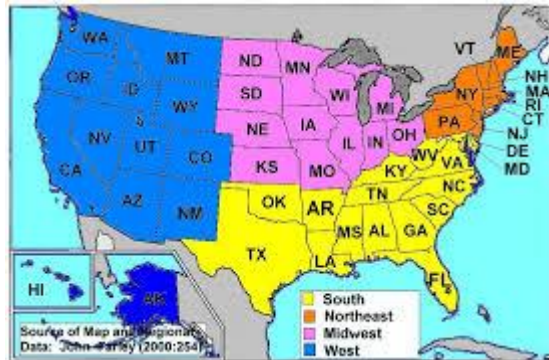 WA
MT
ND
MN
VT
ME
OR
ID
SD
WI
MI
NY
NH
MA
RI
CT
WY
NE
IA
PA
NJ
NV
UT
CO
IL
IN
OH
DE
MD
CA
KS
MO
WV
VA
KY
AZ
NM
OK
AR
TN
NC
SC
TX
MS
AL
GA
LA
FL
HI
AK
Source of Map and Regional
Data: John Farley (2000:254)
South
Northeast
Midwest
West